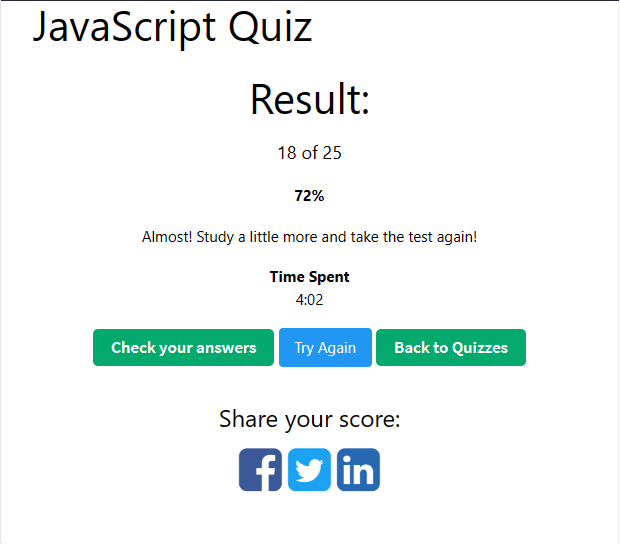 JavaScript Quiz
Result:
18 of 25
72%
Almost! Study a little more and take the test again!
Time Spent
4:02
Check your answers Try Again Back to Quizzes
Share your score:
f in